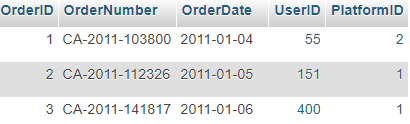 OrderID OrderNumber OrderDate UserID PlatformID
1 CA-2011-103800 2011-01-04 55 2
2 CA-2011-112326 2011-01-05 151 1
3 CA-2011-141817 2011-01-06 400 1